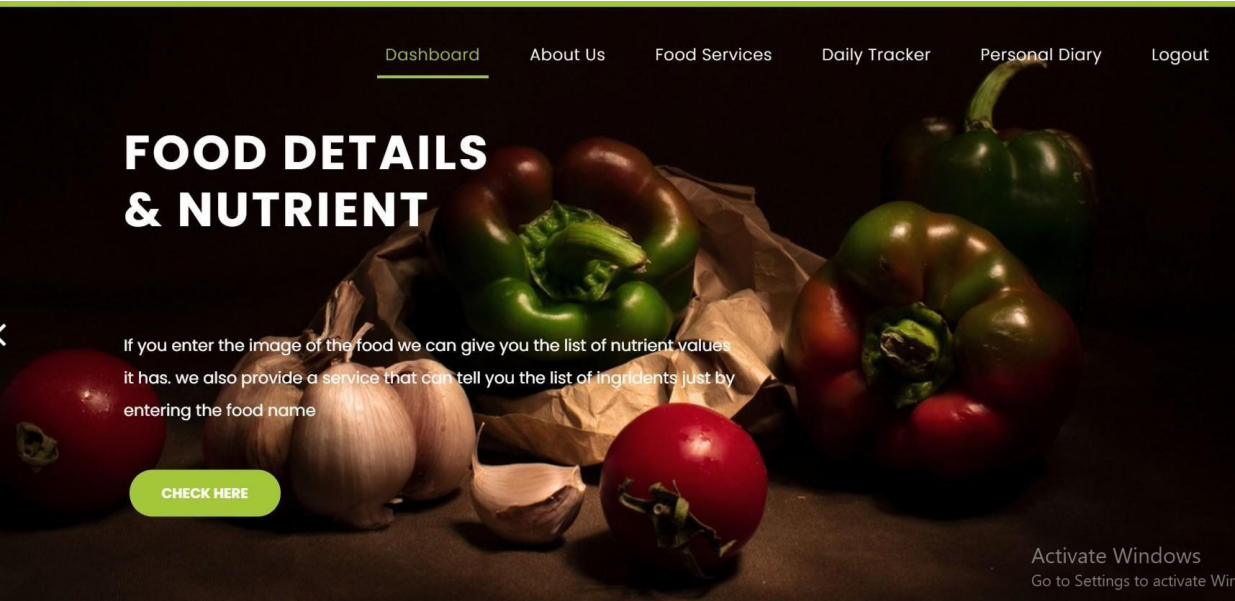 Dashboard About Us Food Services Daily Tracker Personal Diary Logout
FOOD DETAILS
& NUTRIENT
If you enter the image of the food we can give you the list of nutrient values
it has. we also provide a service that can tell you the list of ingridents just by
entering the food name
CHECK HERE
Activate Windows
Go to Settings to activate